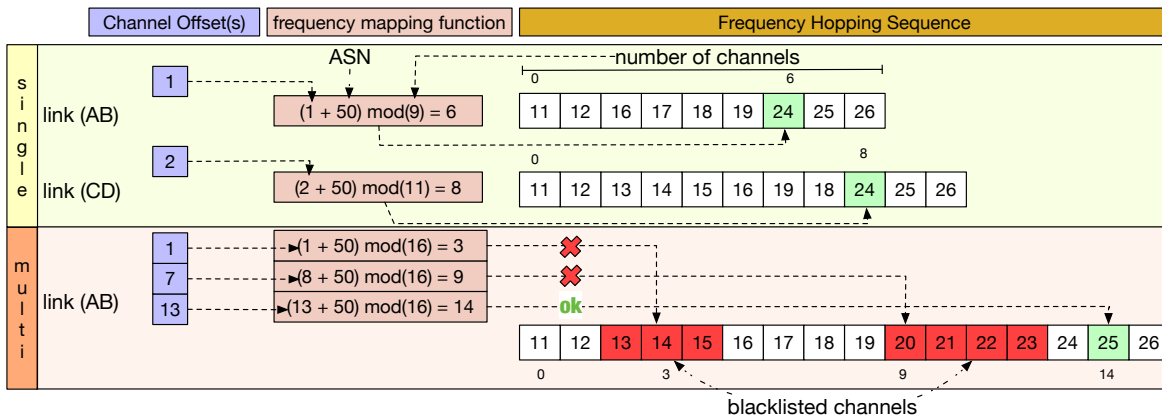 Channel Offset(s) frequency mapping function Frequency Hopping Sequence
single
ASN number of channels
1 0 6
link (AB) (1 + 50) mod(9) = 6 11 12 16 17 18 19 24 25 26
2 0 8
link (CD) (2 + 50) mod(11) = 8 11 12 13 14 15 16 19 18 24 25 26
multi
1 (1 + 50) mod(16) = 3
7 (8 + 50) mod(16) = 9
link (AB) 13 (13 + 50) mod(16) = 14 ok
11 12 13 14 15 16 17 18 19 20 21 22 23 24 25 26
0 3 9 14
blacklisted channels